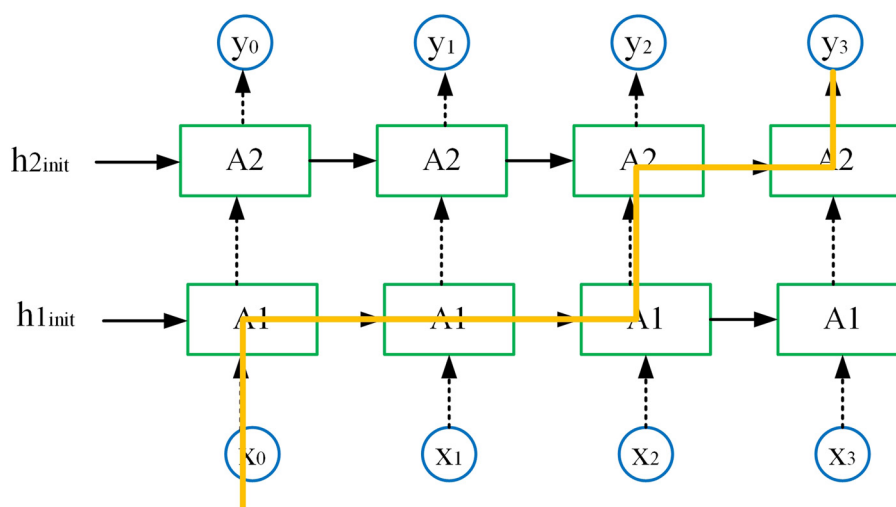 y0 y1 y2 y3
h2init A2 A2 A2 A2
h1init A1 A1 A1 A1
x0 x1 x2 x3